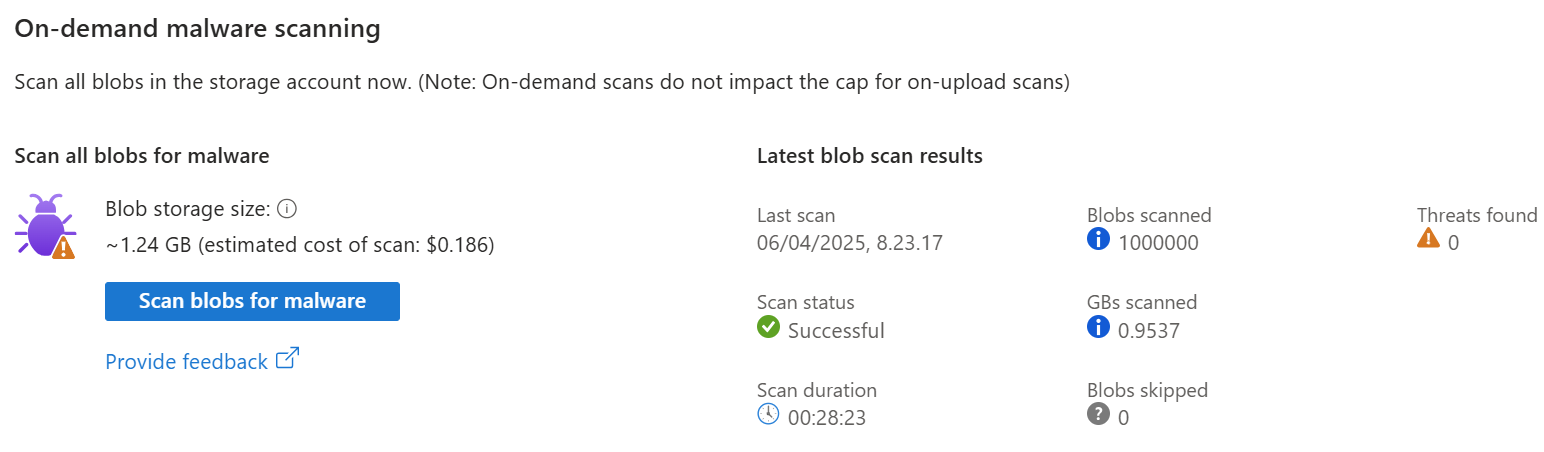 On-demand malware scanning
Scan all blobs in the storage account now. (Note: On-demand scans do not impact the cap for on-upload scans)
Scan all blobs for malware
Blob storage size:
~1.24 GB (estimated cost of scan: $0.186)
Scan blobs for malware
Provide feedback
Latest blob scan results
Last scan
06/04/2025, 8.23.17
Blobs scanned
1000000
Threats found
0
Scan status
Successful
GBs scanned
0.9537
Scan duration
00:28:23
Blobs skipped
0